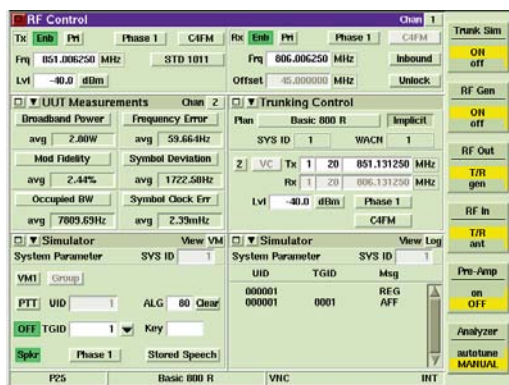 RF Control Chan 1
Tx Enb Pri Phase 1 C4FM
Frq 851.006250 MHz STD 1011
Lvl -40.0 dBm
Rx Enb Pri Phase 1 C4FM
Frq 806.006250 MHz Inbound
Offset 45.000000 MHz Unlock
UUT Measurements Chan 2
Broadband Power Frequency Error
avg 2.00W avg 59.664Hz
Mod Fidelity Symbol Deviation
avg 2.44% avg 1722.58Hz
Occupied BW Symbol Clock Err
avg 7809.69Hz avg 2.39mHz
Trunking Control
Plan Basic 800 R Implicit
SYS ID 1 WACN 1
2 VC Tx 1 20 851.131250 MHz
Rx 1 20 806.131250 MHz
Lvl -40.0 dBm Phase 1
C4FM
Simulator View VM
System Parameter SYS ID 1
VM1 Group
PTT UID 1 ALG 80 Clear
OFF TGID 1 Key
Spkr Phase 1 Stored Speech
Simulator View Log
System Parameter SYS ID 1
UID TGID Msg
000001 REG
000001 0001 AFF
P25 Basic 800 R VNC INT
Trunk Sim
ON
off
RF Gen
ON
off
RF Out
T/R
gen
RF In
T/R
ant
Pre-Amp
on
OFF
Analyzer
autotune
MANUAL